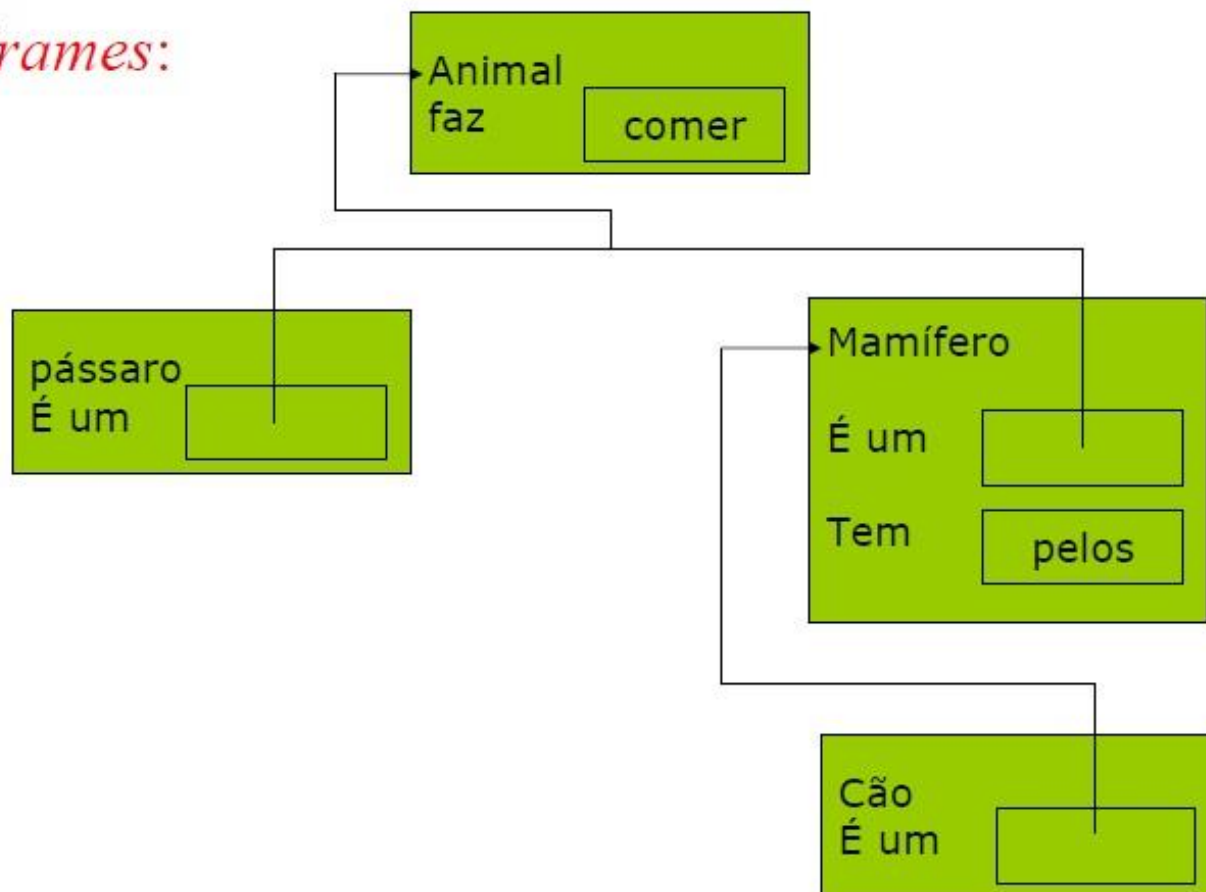 rames:
Animal
faz
comer
pássaro
É um
Mamífero
É um
Tem
pelos
Cão
É um